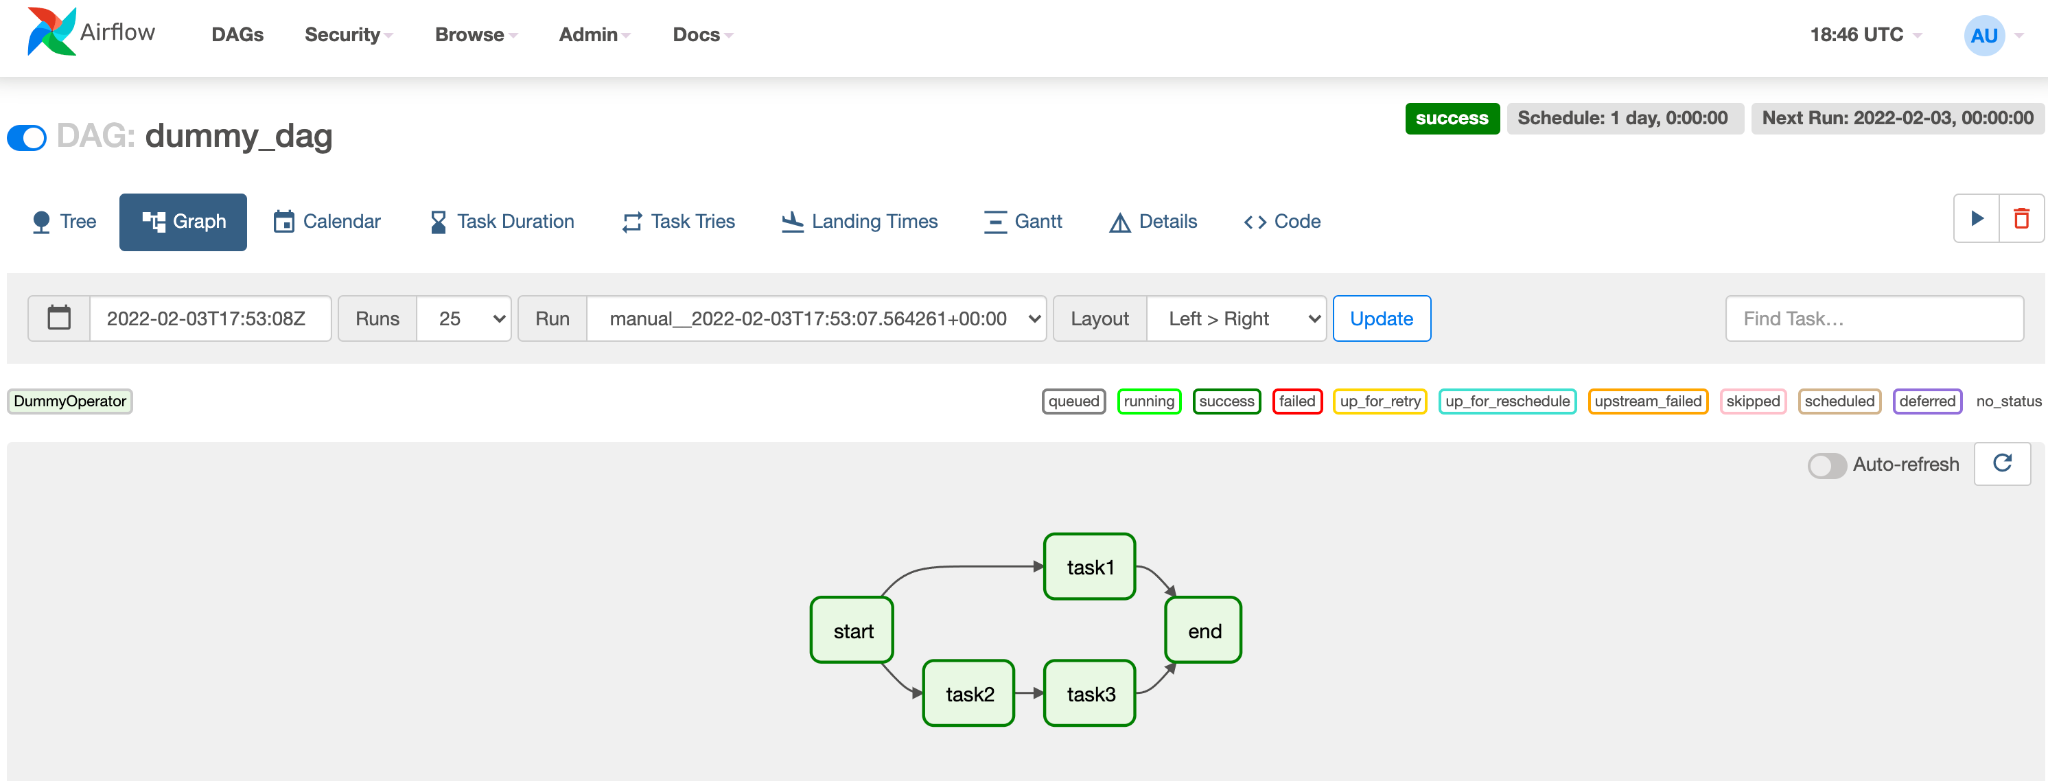 Airflow DAGs Security Browse Admin Docs 18:46 UTC AU
DAG: dummy_dag success Schedule: 1 day, 0:00:00 Next Run: 2022-02-03, 00:00:00
Tree Graph Calendar Task Duration Task Tries Landing Times Gantt Details Code
2022-02-03T17:53:08Z Runs 25 Run manual__2022-02-03T17:53:07.564261+00:00 Layout Left > Right Update Find Task...
DummyOperator queued running success failed up_for_retry up_for_reschedule upstream_failed skipped scheduled deferred no_status
Auto-refresh
task1
start end
task2 task3